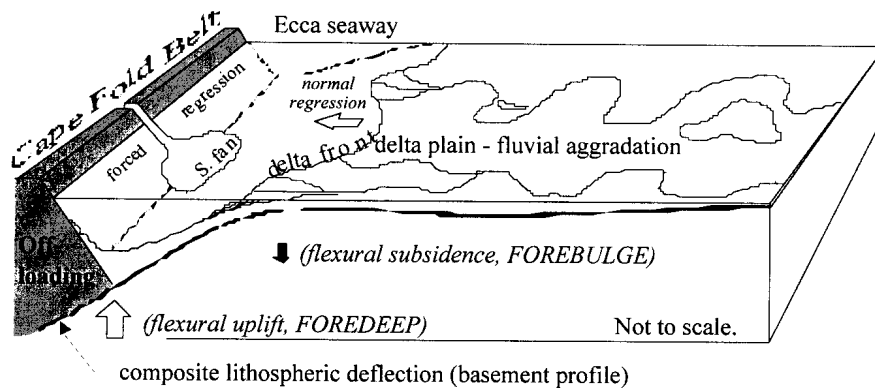 Ecca seaway
Cape Fold Belt
normal
regression
regression
forced
S. fan
delta front
delta plain - fluvial aggradation
Off-
loading
(flexural subsidence, FOREBULGE)
(flexural uplift, FOREDEEP)
Not to scale.
composite lithospheric deflection (basement profile)